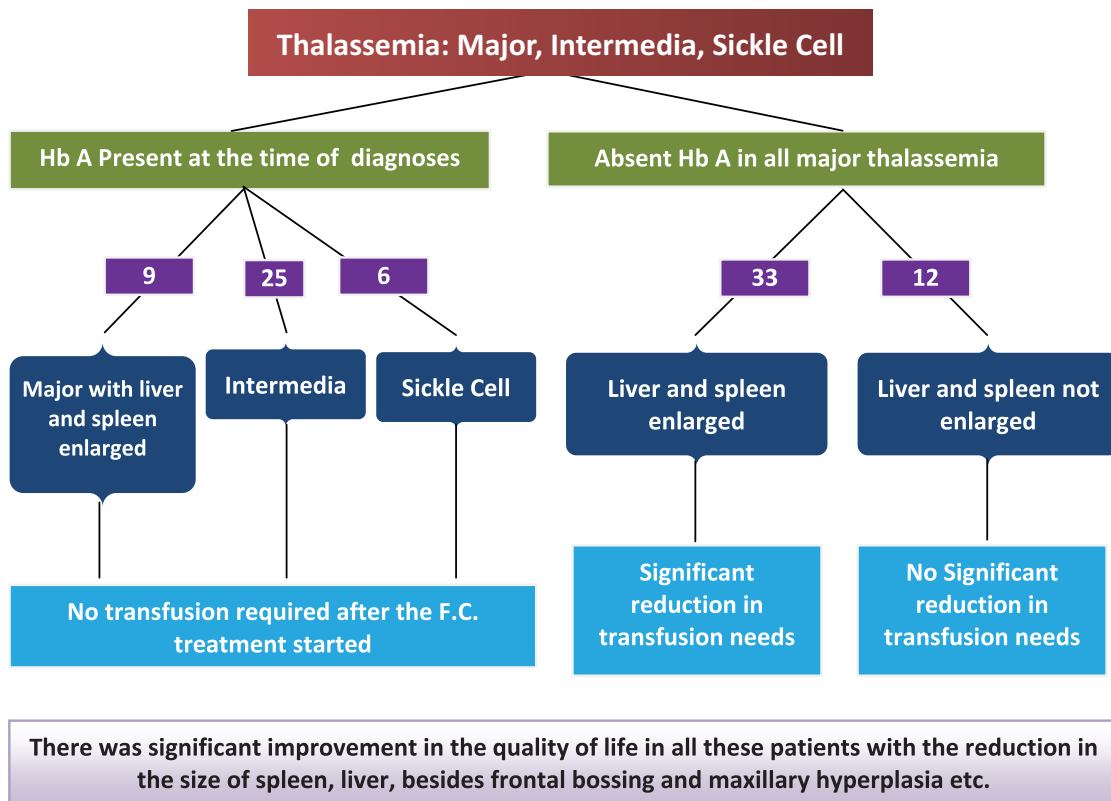 Thalassemia: Major, Intermedia, Sickle Cell
Hb A Present at the time of diagnoses
Absent Hb A in all major thalassemia
9
25
6
33
12
Major with liver
and spleen
enlarged
Intermedia
Sickle Cell
Liver and spleen
enlarged
Liver and spleen not
enlarged
No transfusion required after the F.C.
treatment started
Significant
reduction in
transfusion needs
No Significant
reduction in
transfusion needs
There was significant improvement in the quality of life in all these patients with the reduction in
the size of spleen, liver, besides frontal bossing and maxillary hyperplasia etc.